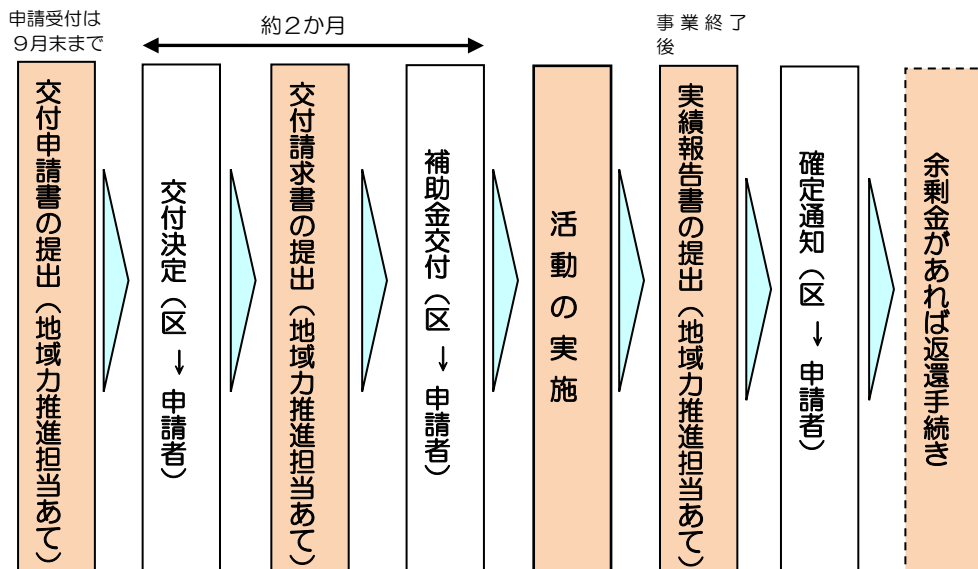 申請受付は
９月末まで
約２か月
事業終了
後
交付申請書の提出（地域力推進担当あて）
交付決定（区 → 申請者）
交付請求書の提出（地域力推進担当あて）
補助金交付（区 → 申請者）
活動の実施
実績報告書の提出（地域力推進担当あて）
確定通知（区 → 申請者）
余剰金があれば返還手続き